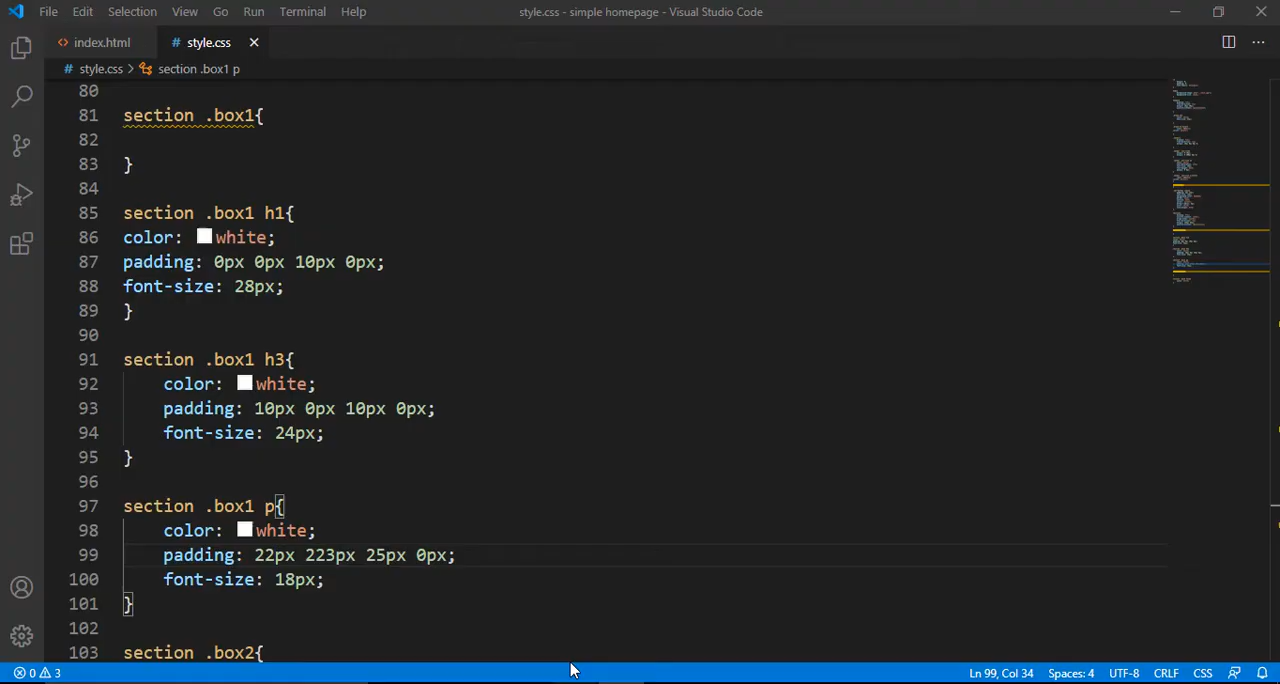 File Edit Selection View Go Run Terminal Help style.css - simple homepage - Visual Studio Code
<> index.html # style.css
# style.css > section .box1 p
80
81 section .box1{
82
83 }
84
85 section .box1 h1{
86 color: white;
87 padding: 0px 0px 10px 0px;
88 font-size: 28px;
89 }
90
91 section .box1 h3{
92 color: white;
93 padding: 10px 0px 10px 0px;
94 font-size: 24px;
95 }
96
97 section .box1 p{
98 color: white;
99 padding: 22px 223px 25px 0px;
100 font-size: 18px;
101 }
102
103 section .box2{
0 3 Ln 99, Col 34 Spaces: 4 UTF-8 CRLF CSS